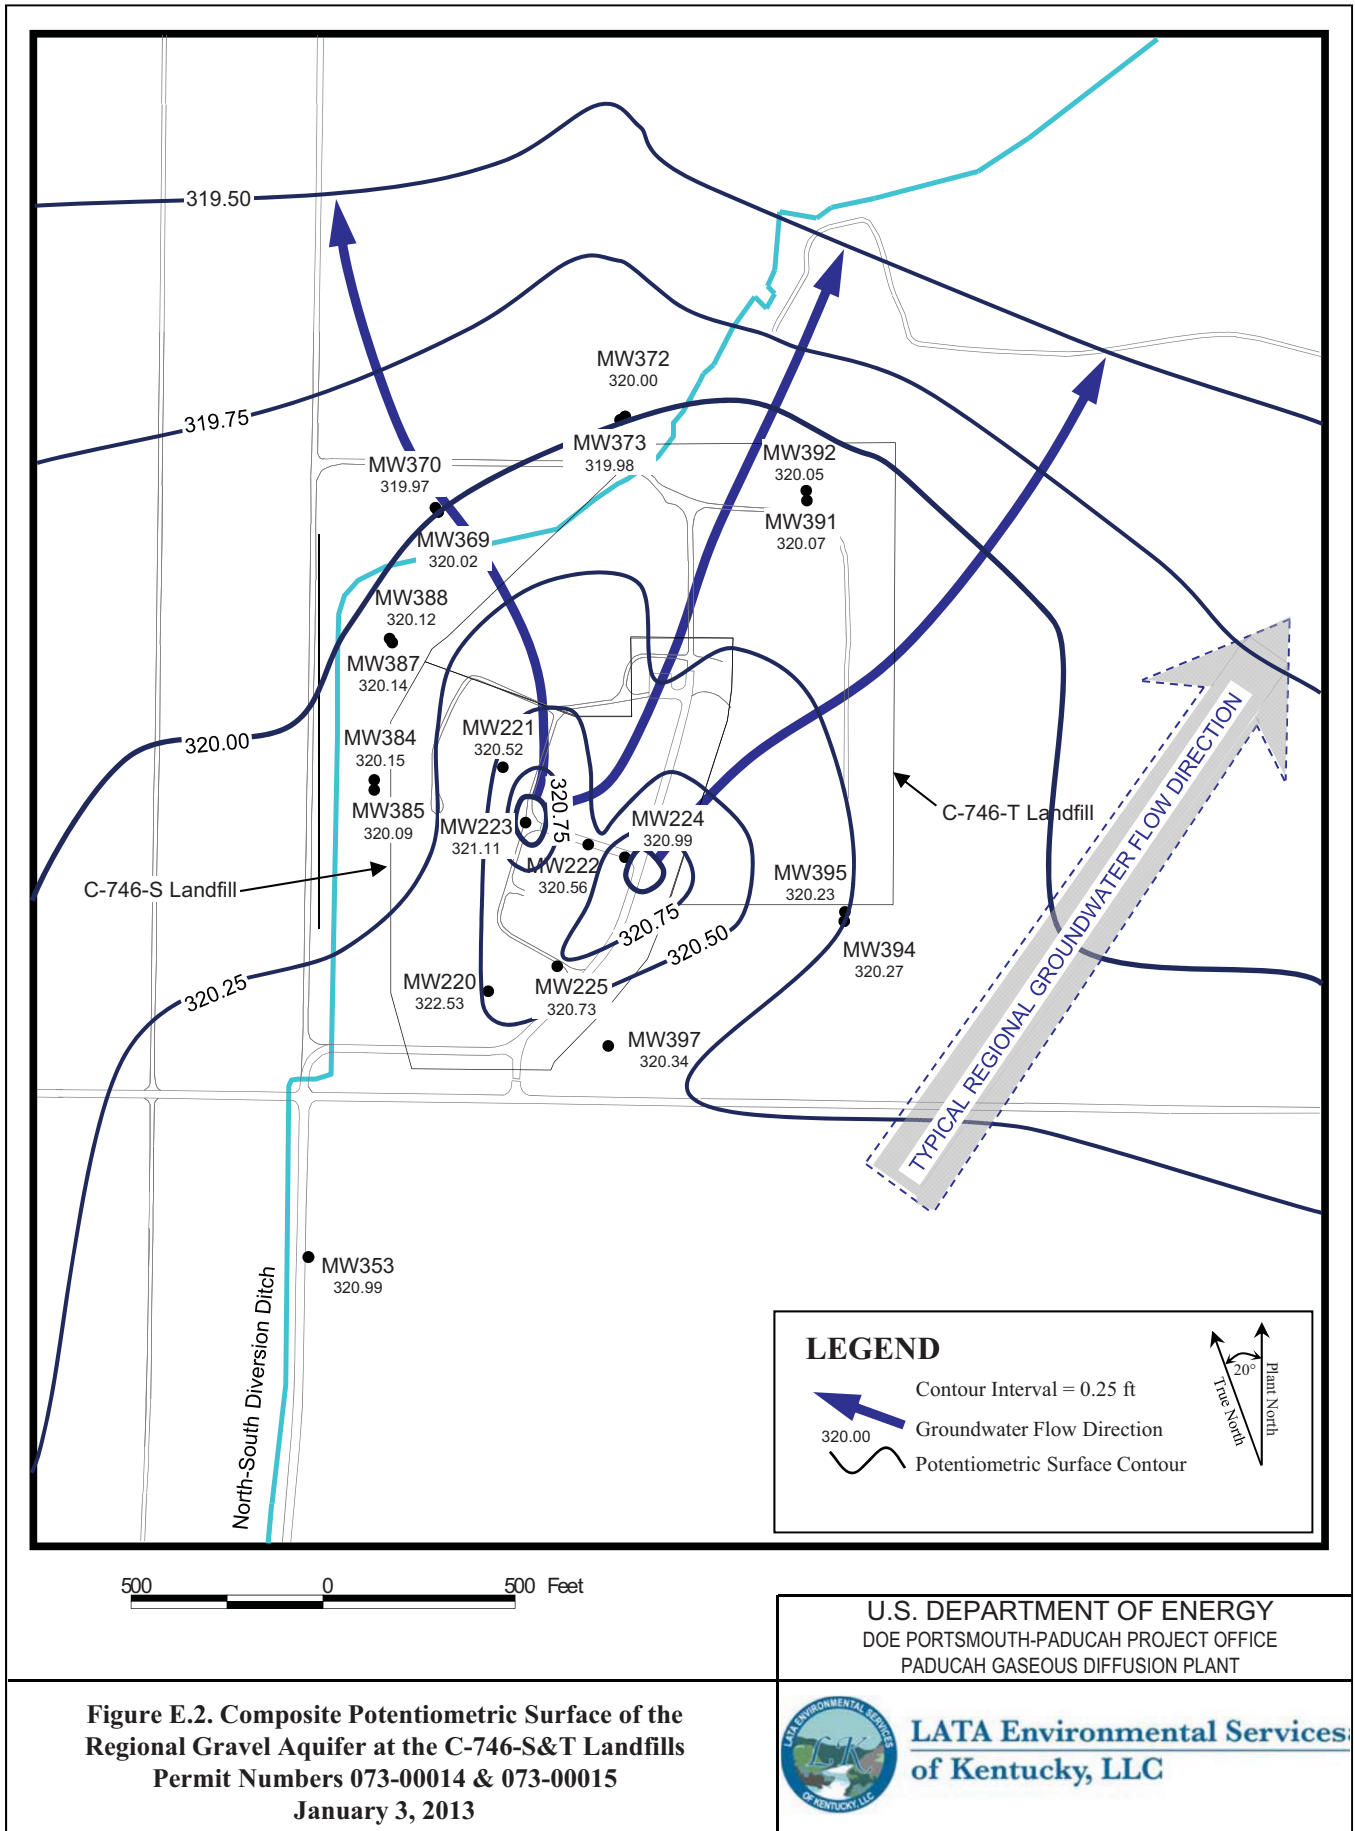 319.50
319.75
MW372
320.00
MW373
319.98
MW370
319.97
MW392
320.05
MW391
320.07
MW369
320.02
MW388
320.12
MW387
320.14
320.00
MW384
320.15
MW385
320.09
MW221
320.52
MW223
321.11
320.75
MW222
320.56
MW224
320.99
C-746-T Landfill
C-746-S Landfill
MW395
320.23
MW394
320.27
320.75
320.50
320.25
MW220
322.53
MW225
320.73
MW397
320.34
TYPICAL REGIONAL GROUNDWATER FLOW DIRECTION
MW353
320.99
North-South Diversion Ditch
LEGEND
Contour Interval = 0.25 ft
Groundwater Flow Direction
320.00
Potentiometric Surface Contour
20°
True North
Plant North
500 0 500 Feet
U.S. DEPARTMENT OF ENERGY
DOE PORTSMOUTH-PADUCAH PROJECT OFFICE
PADUCAH GASEOUS DIFFUSION PLANT
Figure E.2. Composite Potentiometric Surface of the
Regional Gravel Aquifer at the C-746-S&T Landfills
Permit Numbers 073-00014 & 073-00015
January 3, 2013
LATA ENVIRONMENTAL SERVICES
LK
OF KENTUCKY, LLC
LATA Environmental Services
of Kentucky, LLC